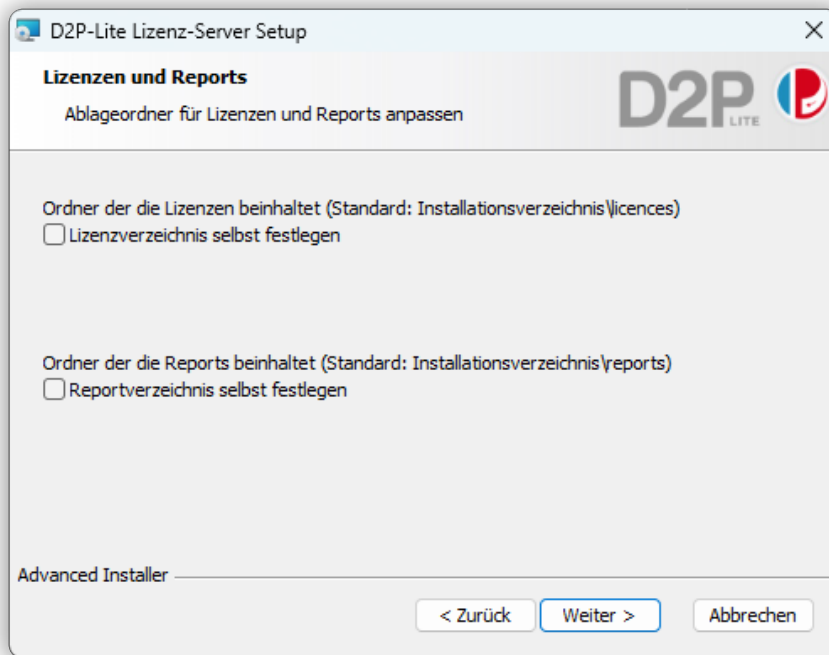 D2P-Lite Lizenz-Server Setup
Lizenzen und Reports
Ablageordner für Lizenzen und Reports anpassen
D2P
LITE
Ordner der die Lizenzen beinhaltet (Standard: Installationsverzeichnis\licences)
Lizenzverzeichnis selbst festlegen
Ordner der die Reports beinhaltet (Standard: Installationsverzeichnis\reports)
Reportverzeichnis selbst festlegen
Advanced Installer
< Zurück
Weiter >
Abbrechen